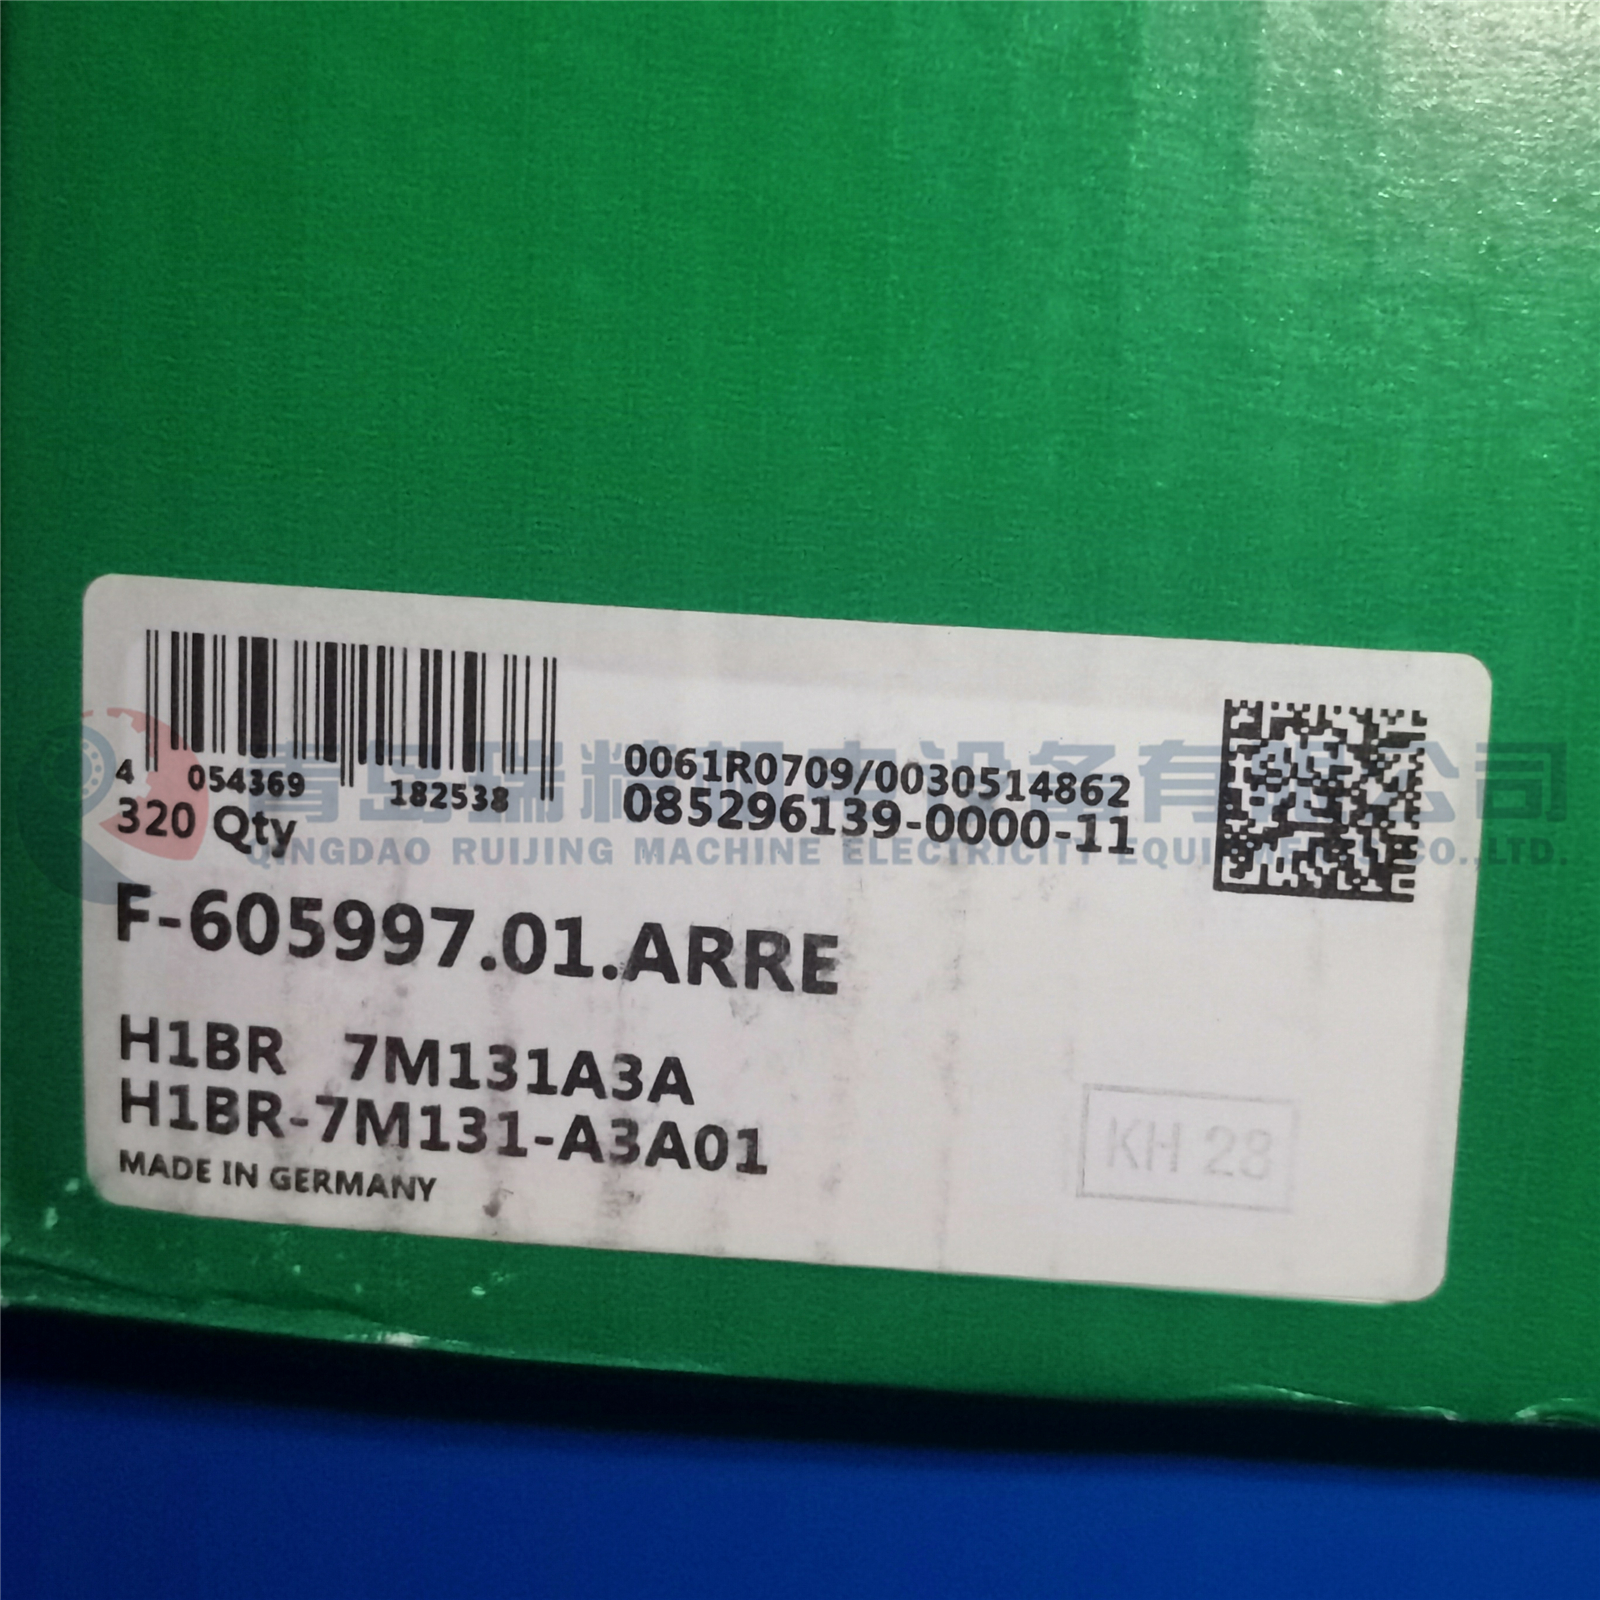 4 054369 182538
320 Qty
0061R0709/0030514862
085296139-0000-11
青岛瑞精机电设备有限公司
QINGDAO RUIJING MACHINE ELECTRICITY EQUIPMENT CO.,LTD.
F-605997.01.ARRE
H1BR 7M131A3A
H1BR-7M131-A3A01
MADE IN GERMANY
KH 28